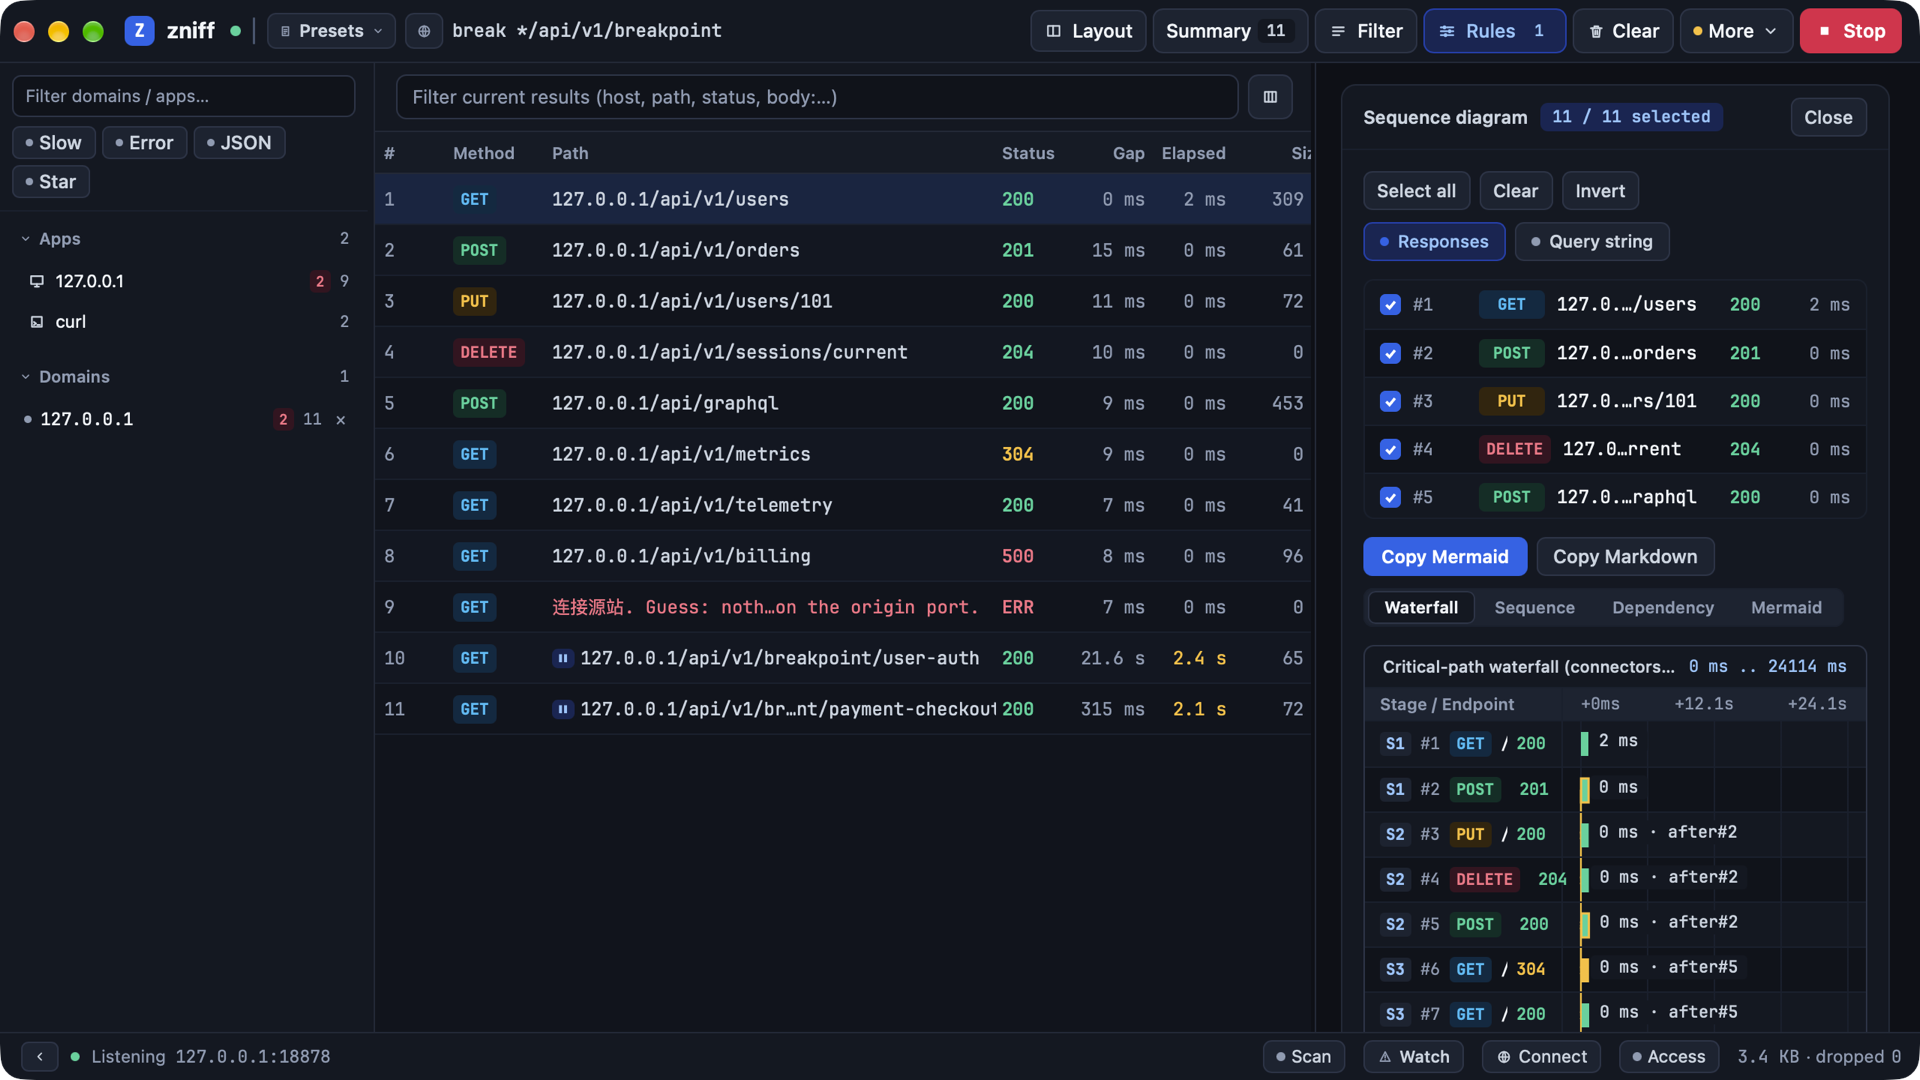 Z zniff Presets break */api/v1/breakpoint Layout Summary 11 Filter Rules 1 Clear More Stop
Filter domains / apps...
Slow Error JSON
Star
Apps 2
127.0.0.1 2 9
curl 2
Domains 1
127.0.0.1 2 11 ×
Filter current results (host, path, status, body:...)
# Method Path Status Gap Elapsed Siz
1 GET 127.0.0.1/api/v1/users 200 0 ms 2 ms 309
2 POST 127.0.0.1/api/v1/orders 201 15 ms 0 ms 61
3 PUT 127.0.0.1/api/v1/users/101 200 11 ms 0 ms 72
4 DELETE 127.0.0.1/api/v1/sessions/current 204 10 ms 0 ms 0
5 POST 127.0.0.1/api/graphql 200 9 ms 0 ms 453
6 GET 127.0.0.1/api/v1/metrics 304 9 ms 0 ms 0
7 GET 127.0.0.1/api/v1/telemetry 200 7 ms 0 ms 41
8 GET 127.0.0.1/api/v1/billing 500 8 ms 0 ms 96
9 GET 连接源站. Guess: noth…on the origin port. ERR 7 ms 0 ms 0
10 GET 127.0.0.1/api/v1/breakpoint/user-auth 200 21.6 s 2.4 s 65
11 GET 127.0.0.1/api/v1/br…nt/payment-checkout 200 315 ms 2.1 s 72
Sequence diagram 11 / 11 selected Close
Select all Clear Invert
Responses Query string
#1 GET 127.0.…/users 200 2 ms
#2 POST 127.0.…orders 201 0 ms
#3 PUT 127.0.…rs/101 200 0 ms
#4 DELETE 127.0…rrent 204 0 ms
#5 POST 127.0.…raphql 200 0 ms
Copy Mermaid Copy Markdown
Waterfall Sequence Dependency Mermaid
Critical-path waterfall (connectors... 0 ms .. 24114 ms
Stage / Endpoint +0ms +12.1s +24.1s
S1 #1 GET / 200 2 ms
S1 #2 POST 201 0 ms
S2 #3 PUT / 200 0 ms · after#2
S2 #4 DELETE 204 0 ms · after#2
S2 #5 POST 200 0 ms · after#2
S3 #6 GET / 304 0 ms · after#5
S3 #7 GET / 200 0 ms · after#5
Listening 127.0.0.1:18878 Scan Watch Connect Access 3.4 KB · dropped 0